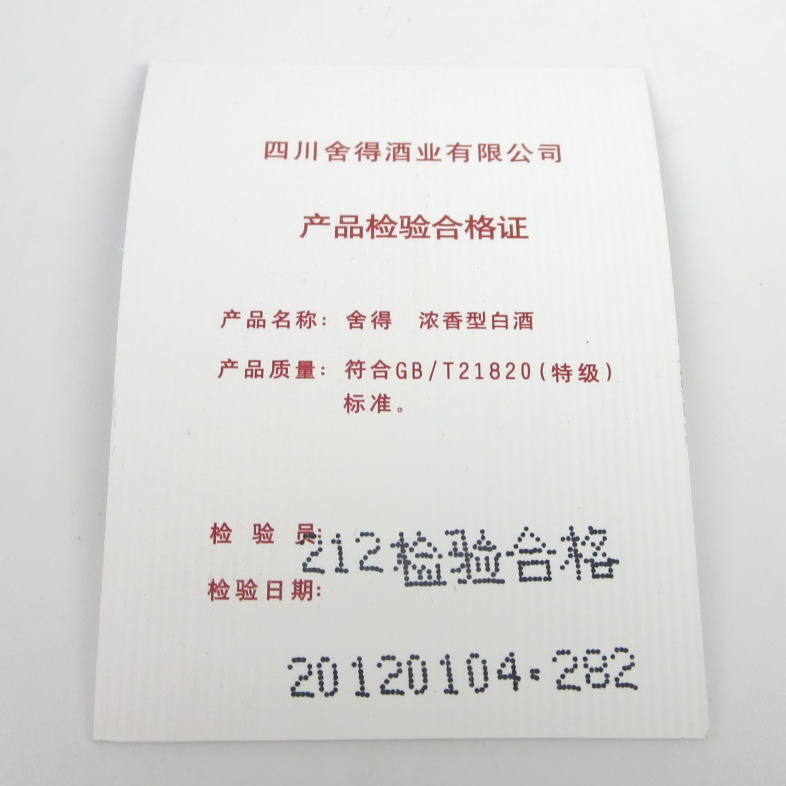 四川舍得酒业有限公司
产品检验合格证
产品名称：舍得　浓香型白酒
产品质量：符合GB/T21820(特级)
标准。
检 验 员：212检验合格
检验日期：
20120104·282